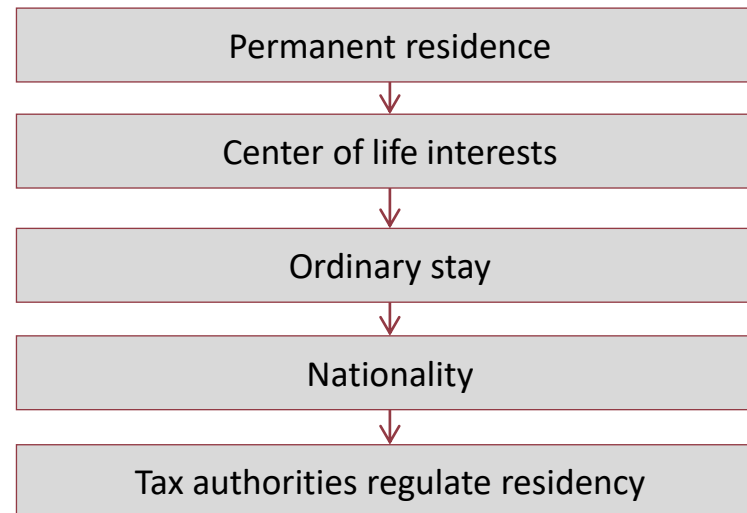 Permanent residence
Center of life interests
Ordinary stay
Nationality
Tax authorities regulate residency